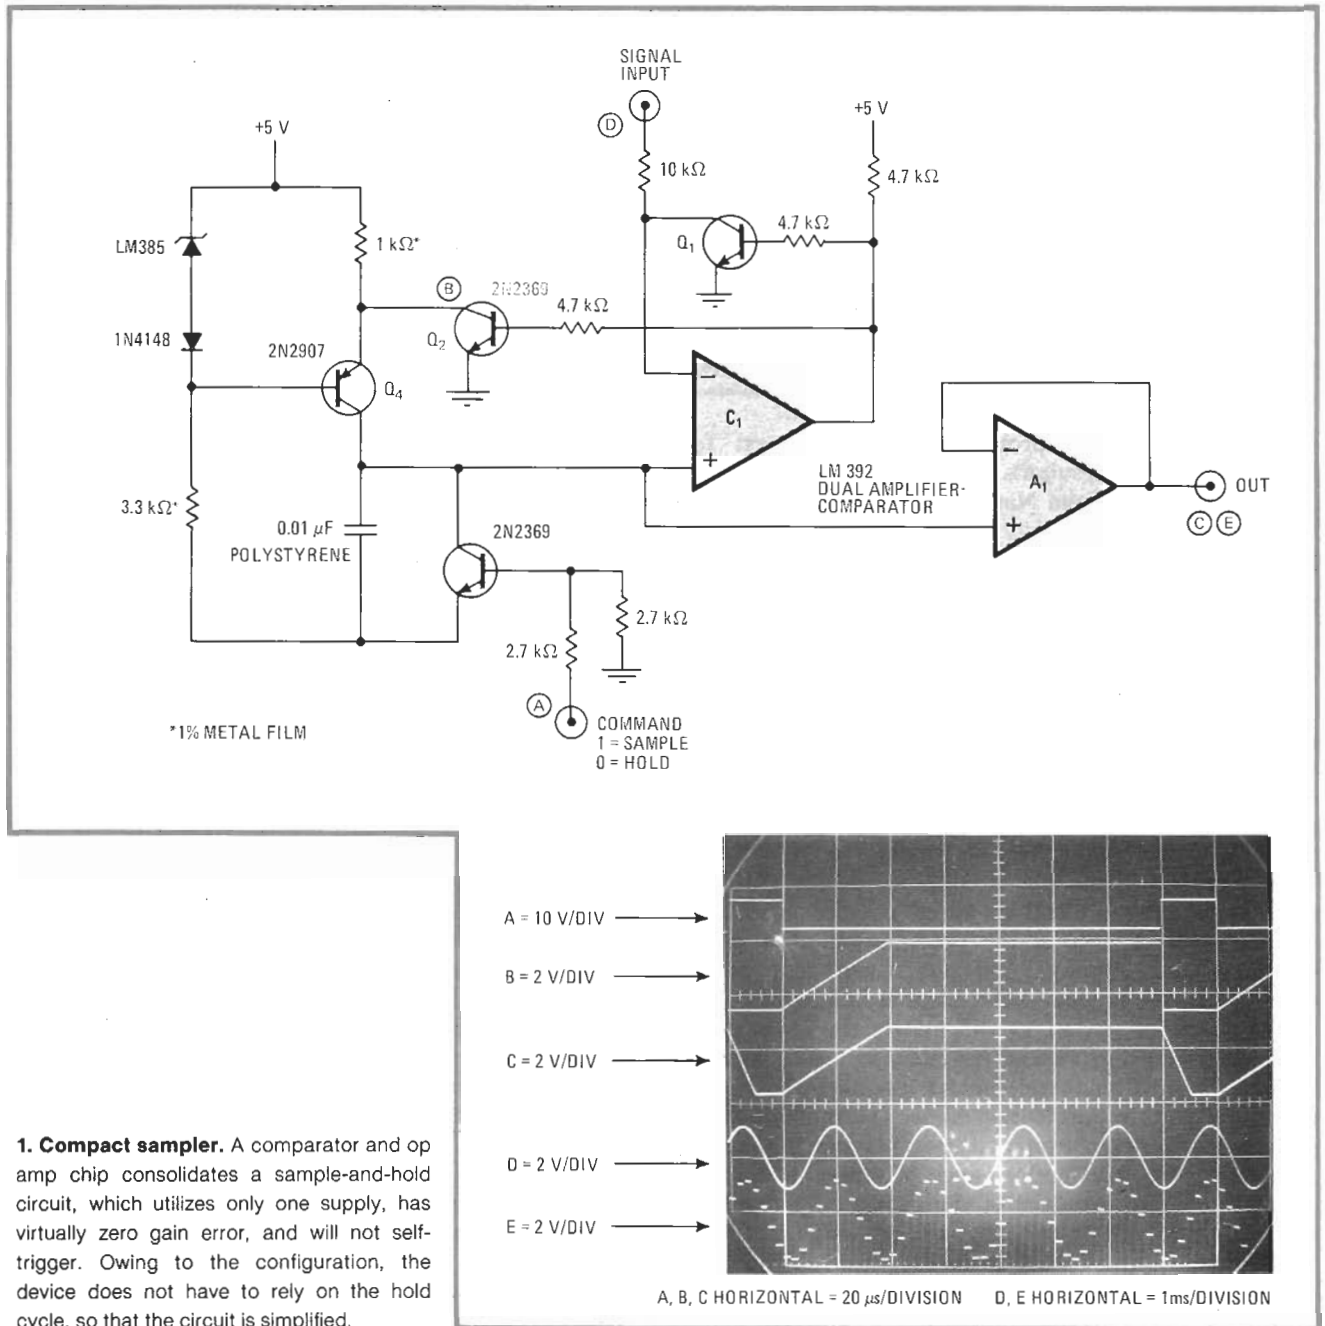 SIGNAL
INPUT
D
+5 V
+5 V
10 kΩ
4.7 kΩ
4.7 kΩ
Q1
LM385
1 kΩ*
B
2N2369
4.7 kΩ
Q2
1N4148
2N2907
Q4
−
C1
+
LM 392
DUAL AMPLIFIER-
COMPARATOR
−
A1
+
OUT
C E
3.3 kΩ*
0.01 μF
POLYSTYRENE
2N2369
2.7 kΩ
2.7 kΩ
A
COMMAND
1 = SAMPLE
0 = HOLD
*1% METAL FILM
A = 10 V/DIV
B = 2 V/DIV
C = 2 V/DIV
D = 2 V/DIV
E = 2 V/DIV
A, B, C HORIZONTAL = 20 μs/DIVISION D, E HORIZONTAL = 1ms/DIVISION
1. Compact sampler. A comparator and op
amp chip consolidates a sample-and-hold
circuit, which utilizes only one supply, has
virtually zero gain error, and will not self-
trigger. Owing to the configuration, the
device does not have to rely on the hold
cycle, so that the circuit is simplified.